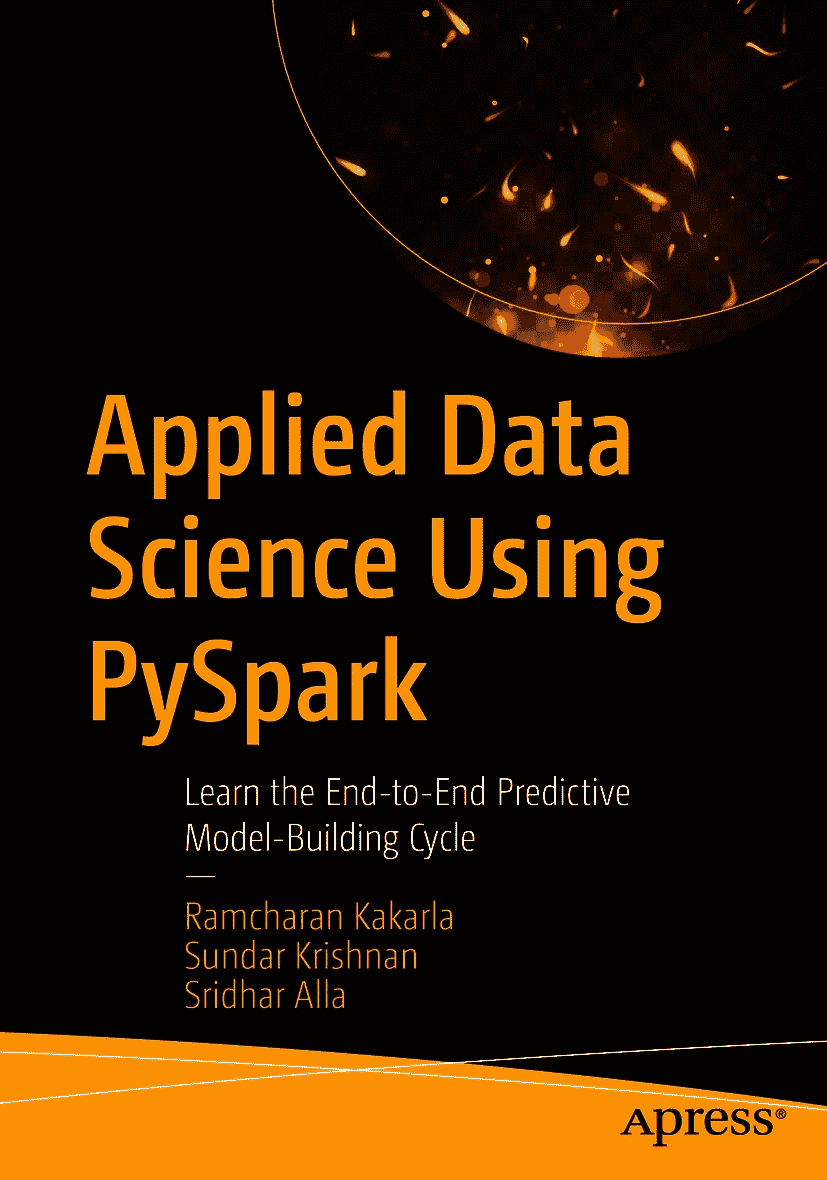 Applied Data
Science Using
PySpark
Learn the End-to-End Predictive
Model-Building Cycle
Ramcharan Kakarla
Sundar Krishnan
Sridhar Alla
Apress®